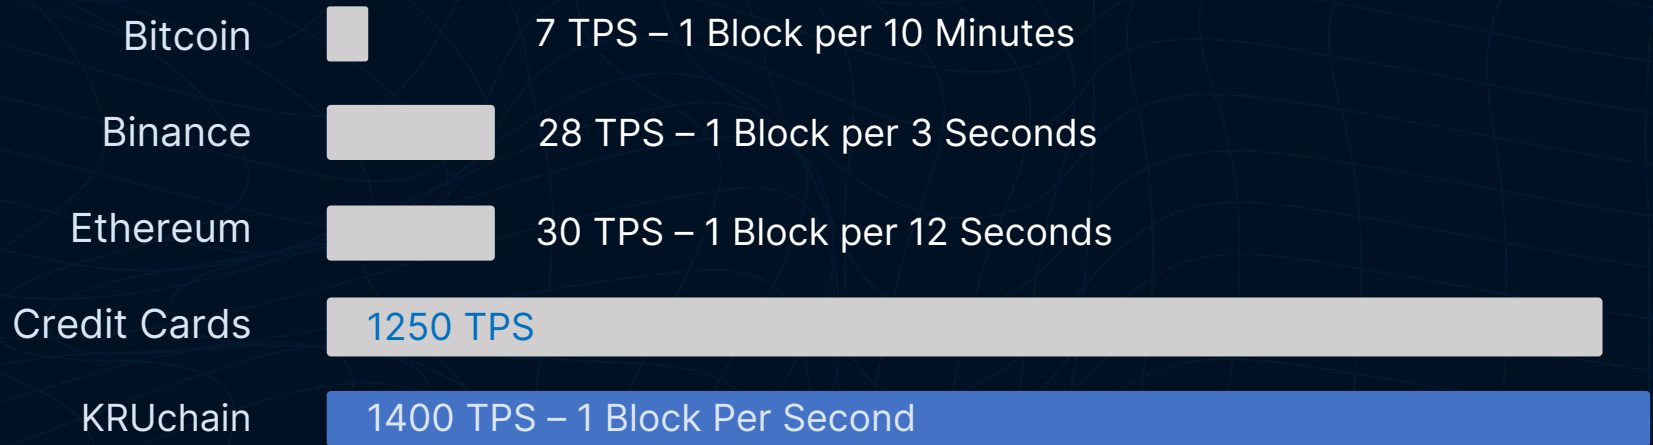 Bitcoin 7 TPS – 1 Block per 10 Minutes
Binance 28 TPS – 1 Block per 3 Seconds
Ethereum 30 TPS – 1 Block per 12 Seconds
Credit Cards 1250 TPS
KRUchain 1400 TPS – 1 Block Per Second